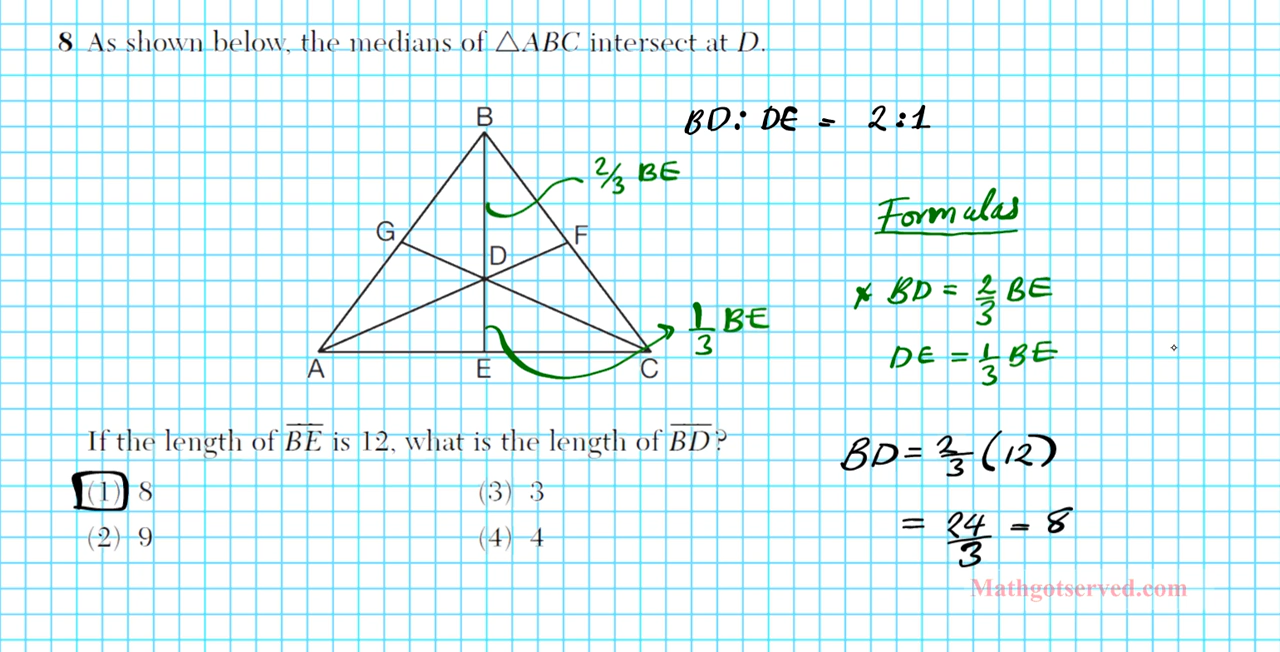 8 As shown below, the medians of △ABC intersect at D.
B
BD: DE = 2:1
2/3 BE
Formulas
G
F
D
* BD = 2/3 BE
1/3 BE
DE = 1/3 BE
A
E
C
If the length of BE is 12, what is the length of BD?
BD = 2/3 (12)
(1) 8
(3) 3
= 24/3 = 8
(2) 9
(4) 4
Mathgotserved.com